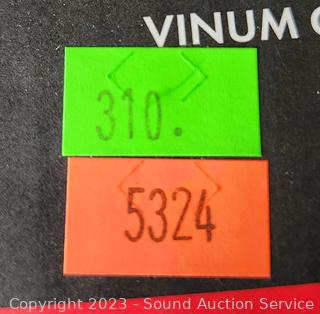 VINUM
310.
5324
Copyright 2023 - Sound Auction Service